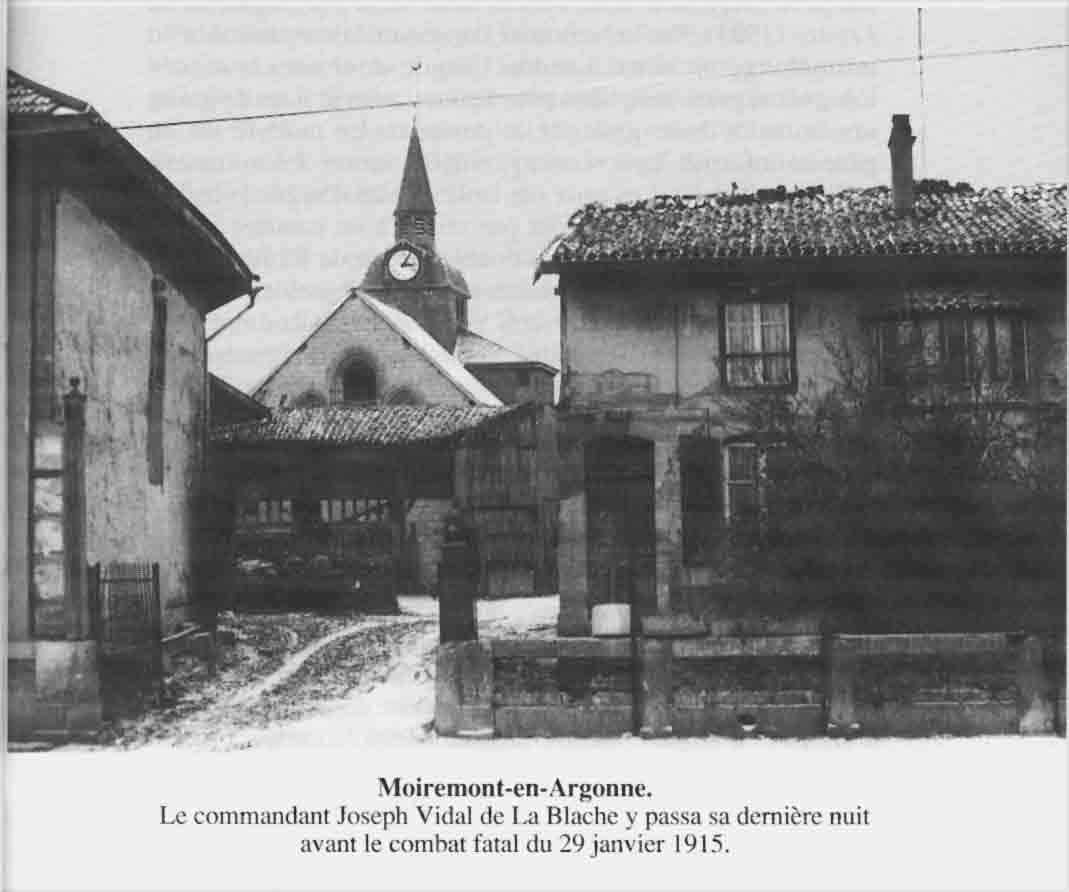 Moiremont-en-Argonne.
Le commandant Joseph Vidal de La Blache y passa sa dernière nuit
avant le combat fatal du 29 janvier 1915.